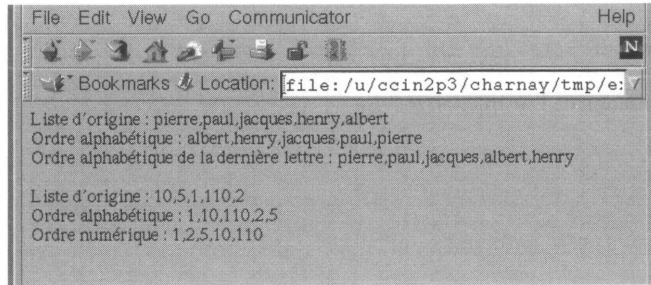 File Edit View Go Communicator Help
N
Bookmarks Location: file:/u/ccin2p3/charnay/tmp/e
Liste d'origine : pierre,paul,jacques,henry,albert
Ordre alphabétique : albert,henry,jacques,paul,pierre
Ordre alphabétique de la dernière lettre : pierre,paul,jacques,albert,henry
Liste d'origine : 10,5,1,110,2
Ordre alphabétique : 1,10,110,2,5
Ordre numérique : 1,2,5,10,110